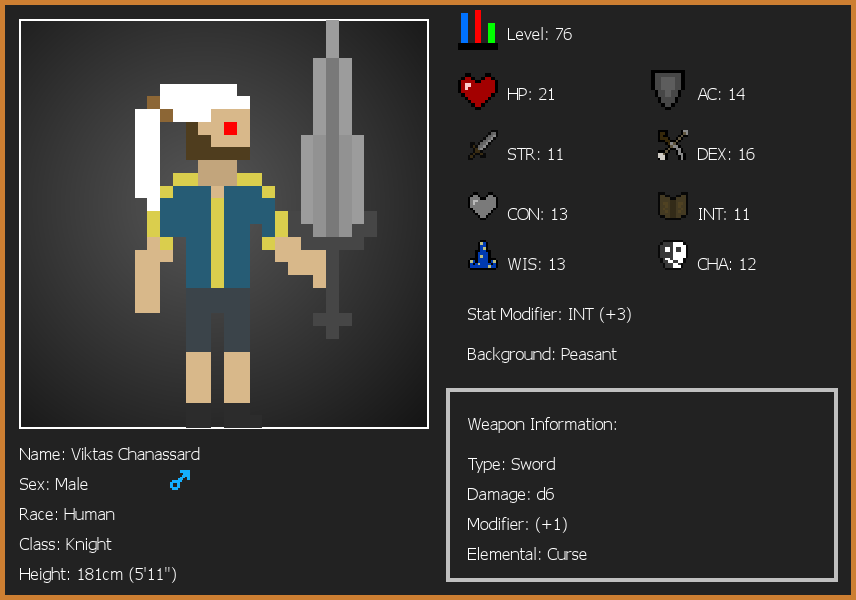 Level: 76
HP: 21
AC: 14
STR: 11
DEX: 16
CON: 13
INT: 11
WIS: 13
CHA: 12
Stat Modifier: INT (+3)
Background: Peasant
Weapon Information:
Type: Sword
Damage: d6
Modifier: (+1)
Elemental: Curse
Name: Viktas Chanassard
Sex: Male
Race: Human
Class: Knight
Height: 181cm (5'11")